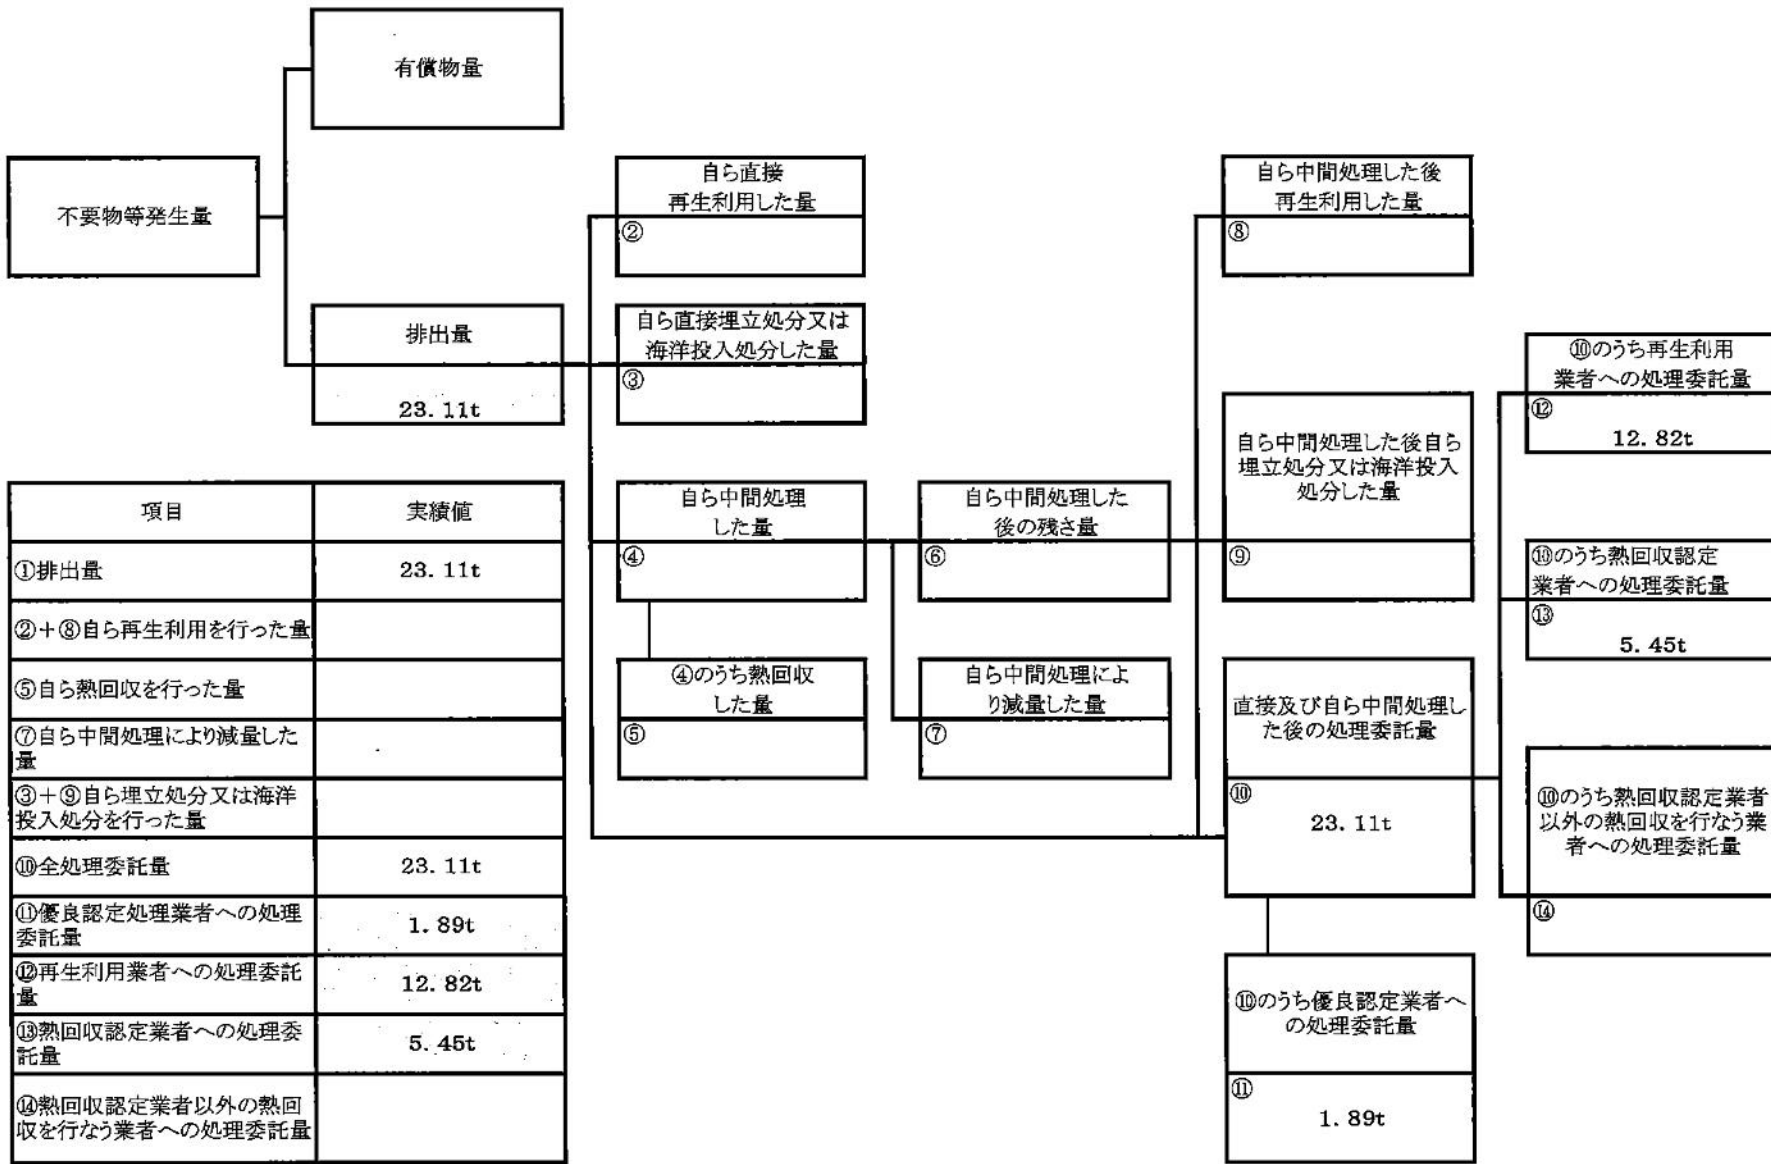 有償物量
不要物等発生量
排出量
23.11t
自ら直接
再生利用した量
②
自ら直接埋立処分又は
海洋投入処分した量
③
自ら中間処理
した量
④
④のうち熱回収
した量
⑤
自ら中間処理した
後の残さ量
⑥
自ら中間処理によ
り減量した量
⑦
自ら中間処理した後
再生利用した量
⑧
自ら中間処理した後自ら
埋立処分又は海洋投入
処分した量
⑨
直接及び自ら中間処理し
た後の処理委託量
⑩
23.11t
⑩のうち優良認定業者へ
の処理委託量
⑪
1.89t
⑩のうち再生利用
業者への処理委託量
⑫
12.82t
⑩のうち熱回収認定
業者への処理委託量
⑬
5.45t
⑩のうち熱回収認定業者
以外の熱回収を行なう業
者への処理委託量
⑭
項目 実績値
①排出量 23.11t
②+⑧自ら再生利用を行った量
⑤自ら熱回収を行った量
⑦自ら中間処理により減量した
量
③+⑨自ら埋立処分又は海洋
投入処分を行った量
⑩全処理委託量 23.11t
⑪優良認定処理業者への処理
委託量 1.89t
⑫再生利用業者への処理委託
量 12.82t
⑬熱回収認定業者への処理委
託量 5.45t
⑭熱回収認定業者以外の熱回
収を行なう業者への処理委託量